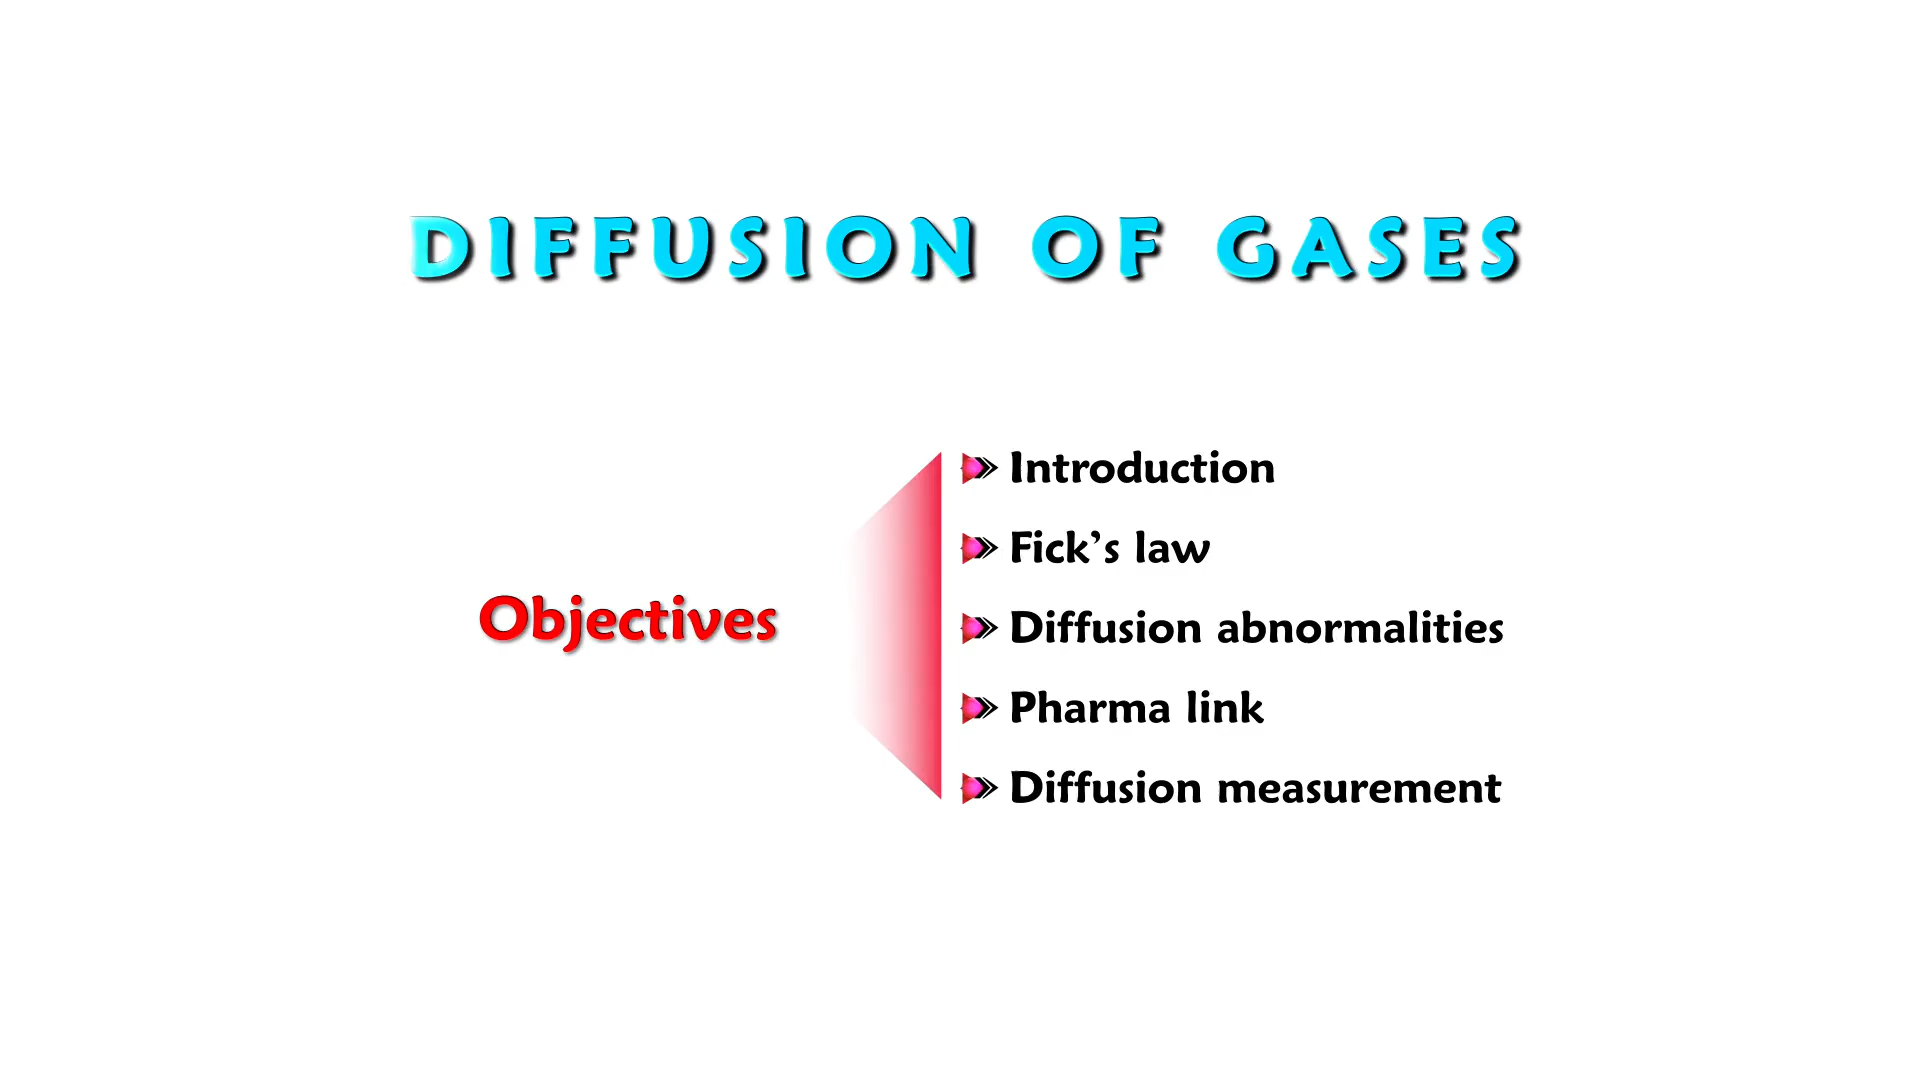 DIFFUSION OF GASES
Objectives
Introduction
Fick’s law
Diffusion abnormalities
Pharma link
Diffusion measurement